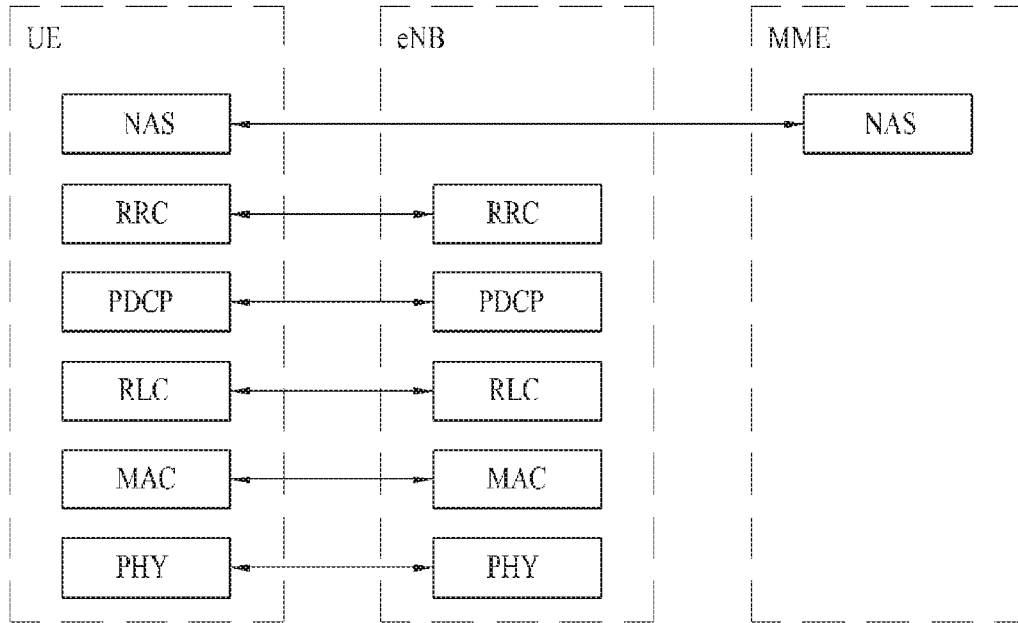 UE
eNB
MME
NAS
NAS
RRC
RRC
PDCP
PDCP
RLC
RLC
MAC
MAC
PHY
PHY